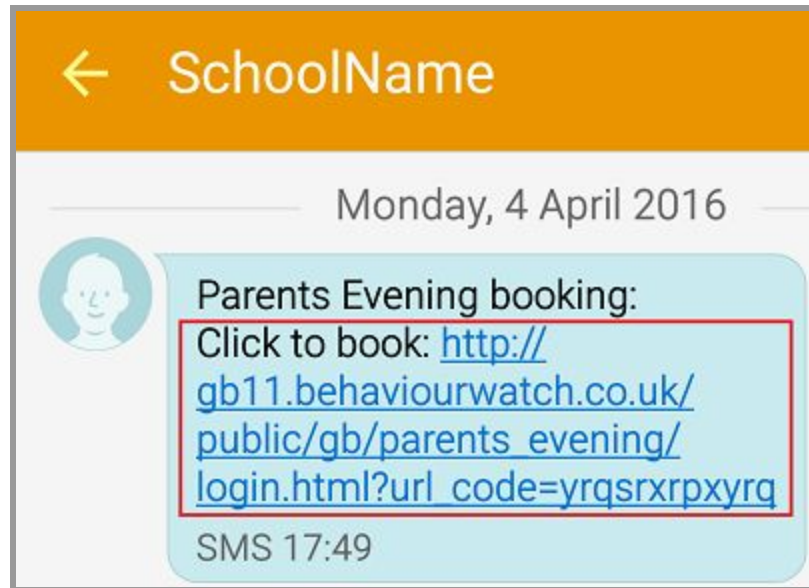 SchoolName
Monday, 4 April 2016
Parents Evening booking:
Click to book: http://
gb11.behaviourwatch.co.uk/
public/gb/parents_evening/
login.html?url_code=yrqsrxrpxyrq
SMS 17:49